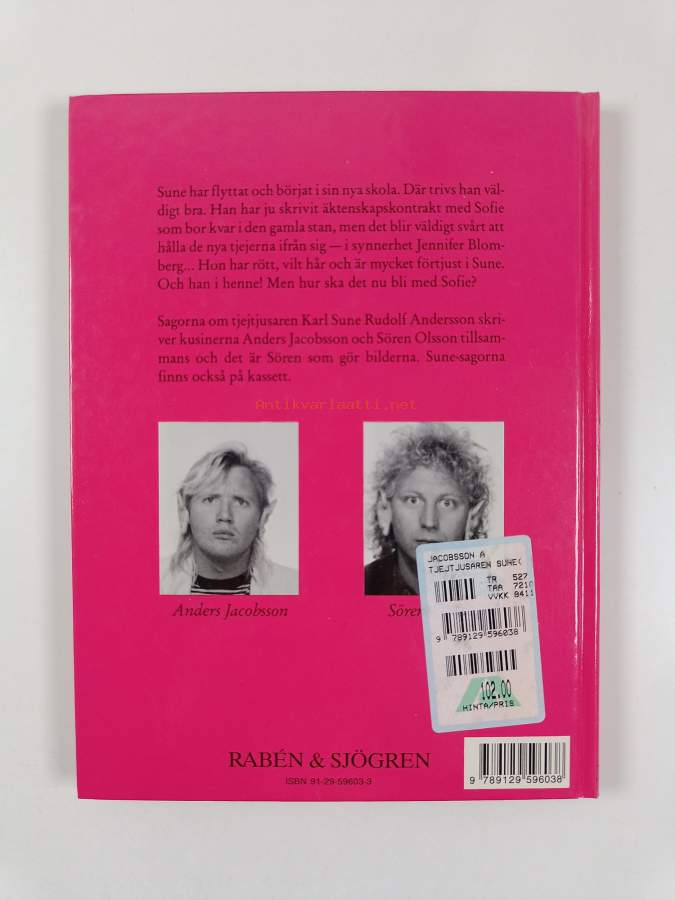 Sune har flyttat och börjat i sin nya skola. Där trivs han väl-
digt bra. Han har ju skrivit äktenskapskontrakt med Sofie
som bor kvar i den gamla stan, men det blir väldigt svårt att
hålla de nya tjejerna ifrån sig — i synnerhet Jennifer Blom-
berg... Hon har rött, vilt hår och är mycket förtjust i Sune.
Och han i henne! Men hur ska det nu bli med Sofie?
Sagorna om tjejtjusaren Karl Sune Rudolf Andersson skri-
ver kusinerna Anders Jacobsson och Sören Olsson tillsam-
mans och det är Sören som gör bilderna. Sune-sagorna
finns också på kassett.
Antikvariaatti.net
Anders Jacobsson
Sören
JACOBSSON A
TJEJTJUSAREN SUNE(
TR 527
TAA 7210
VVKK 8411
9 789129 596038
102.00
HINTA/PRIS
RABÉN & SJÖGREN
ISBN 91-29-59603-3
9 789129 596038